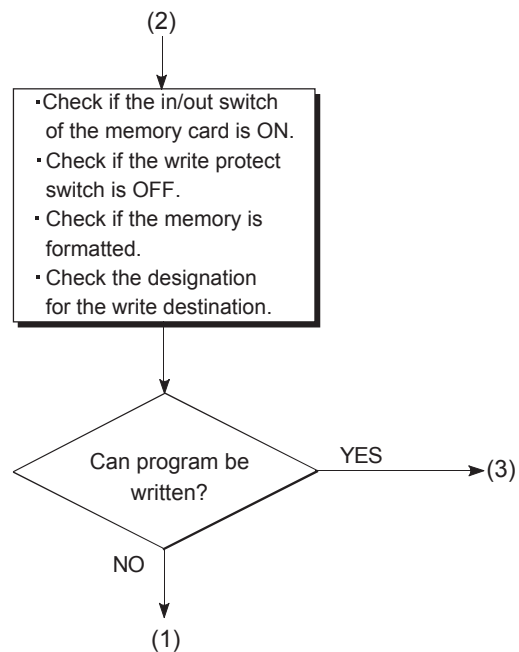 (2)
・Check if the in/out switch
of the memory card is ON.
・Check if the write protect
switch is OFF.
・Check if the memory is
formatted.
・Check the designation
for the write destination.
Can program be
written?
YES
(3)
NO
(1)